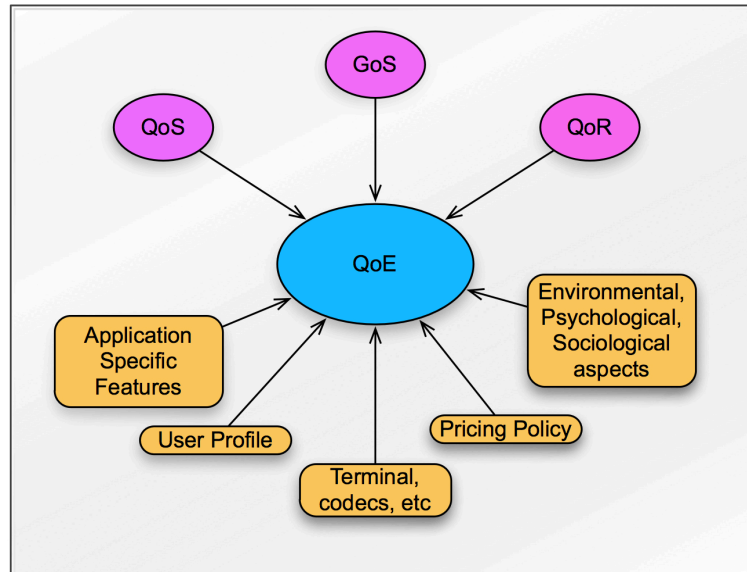 GoS
QoS
QoR
QoE
Environmental,
Psychological,
Sociological
aspects
Application
Specific
Features
User Profile
Pricing Policy
Terminal,
codecs, etc